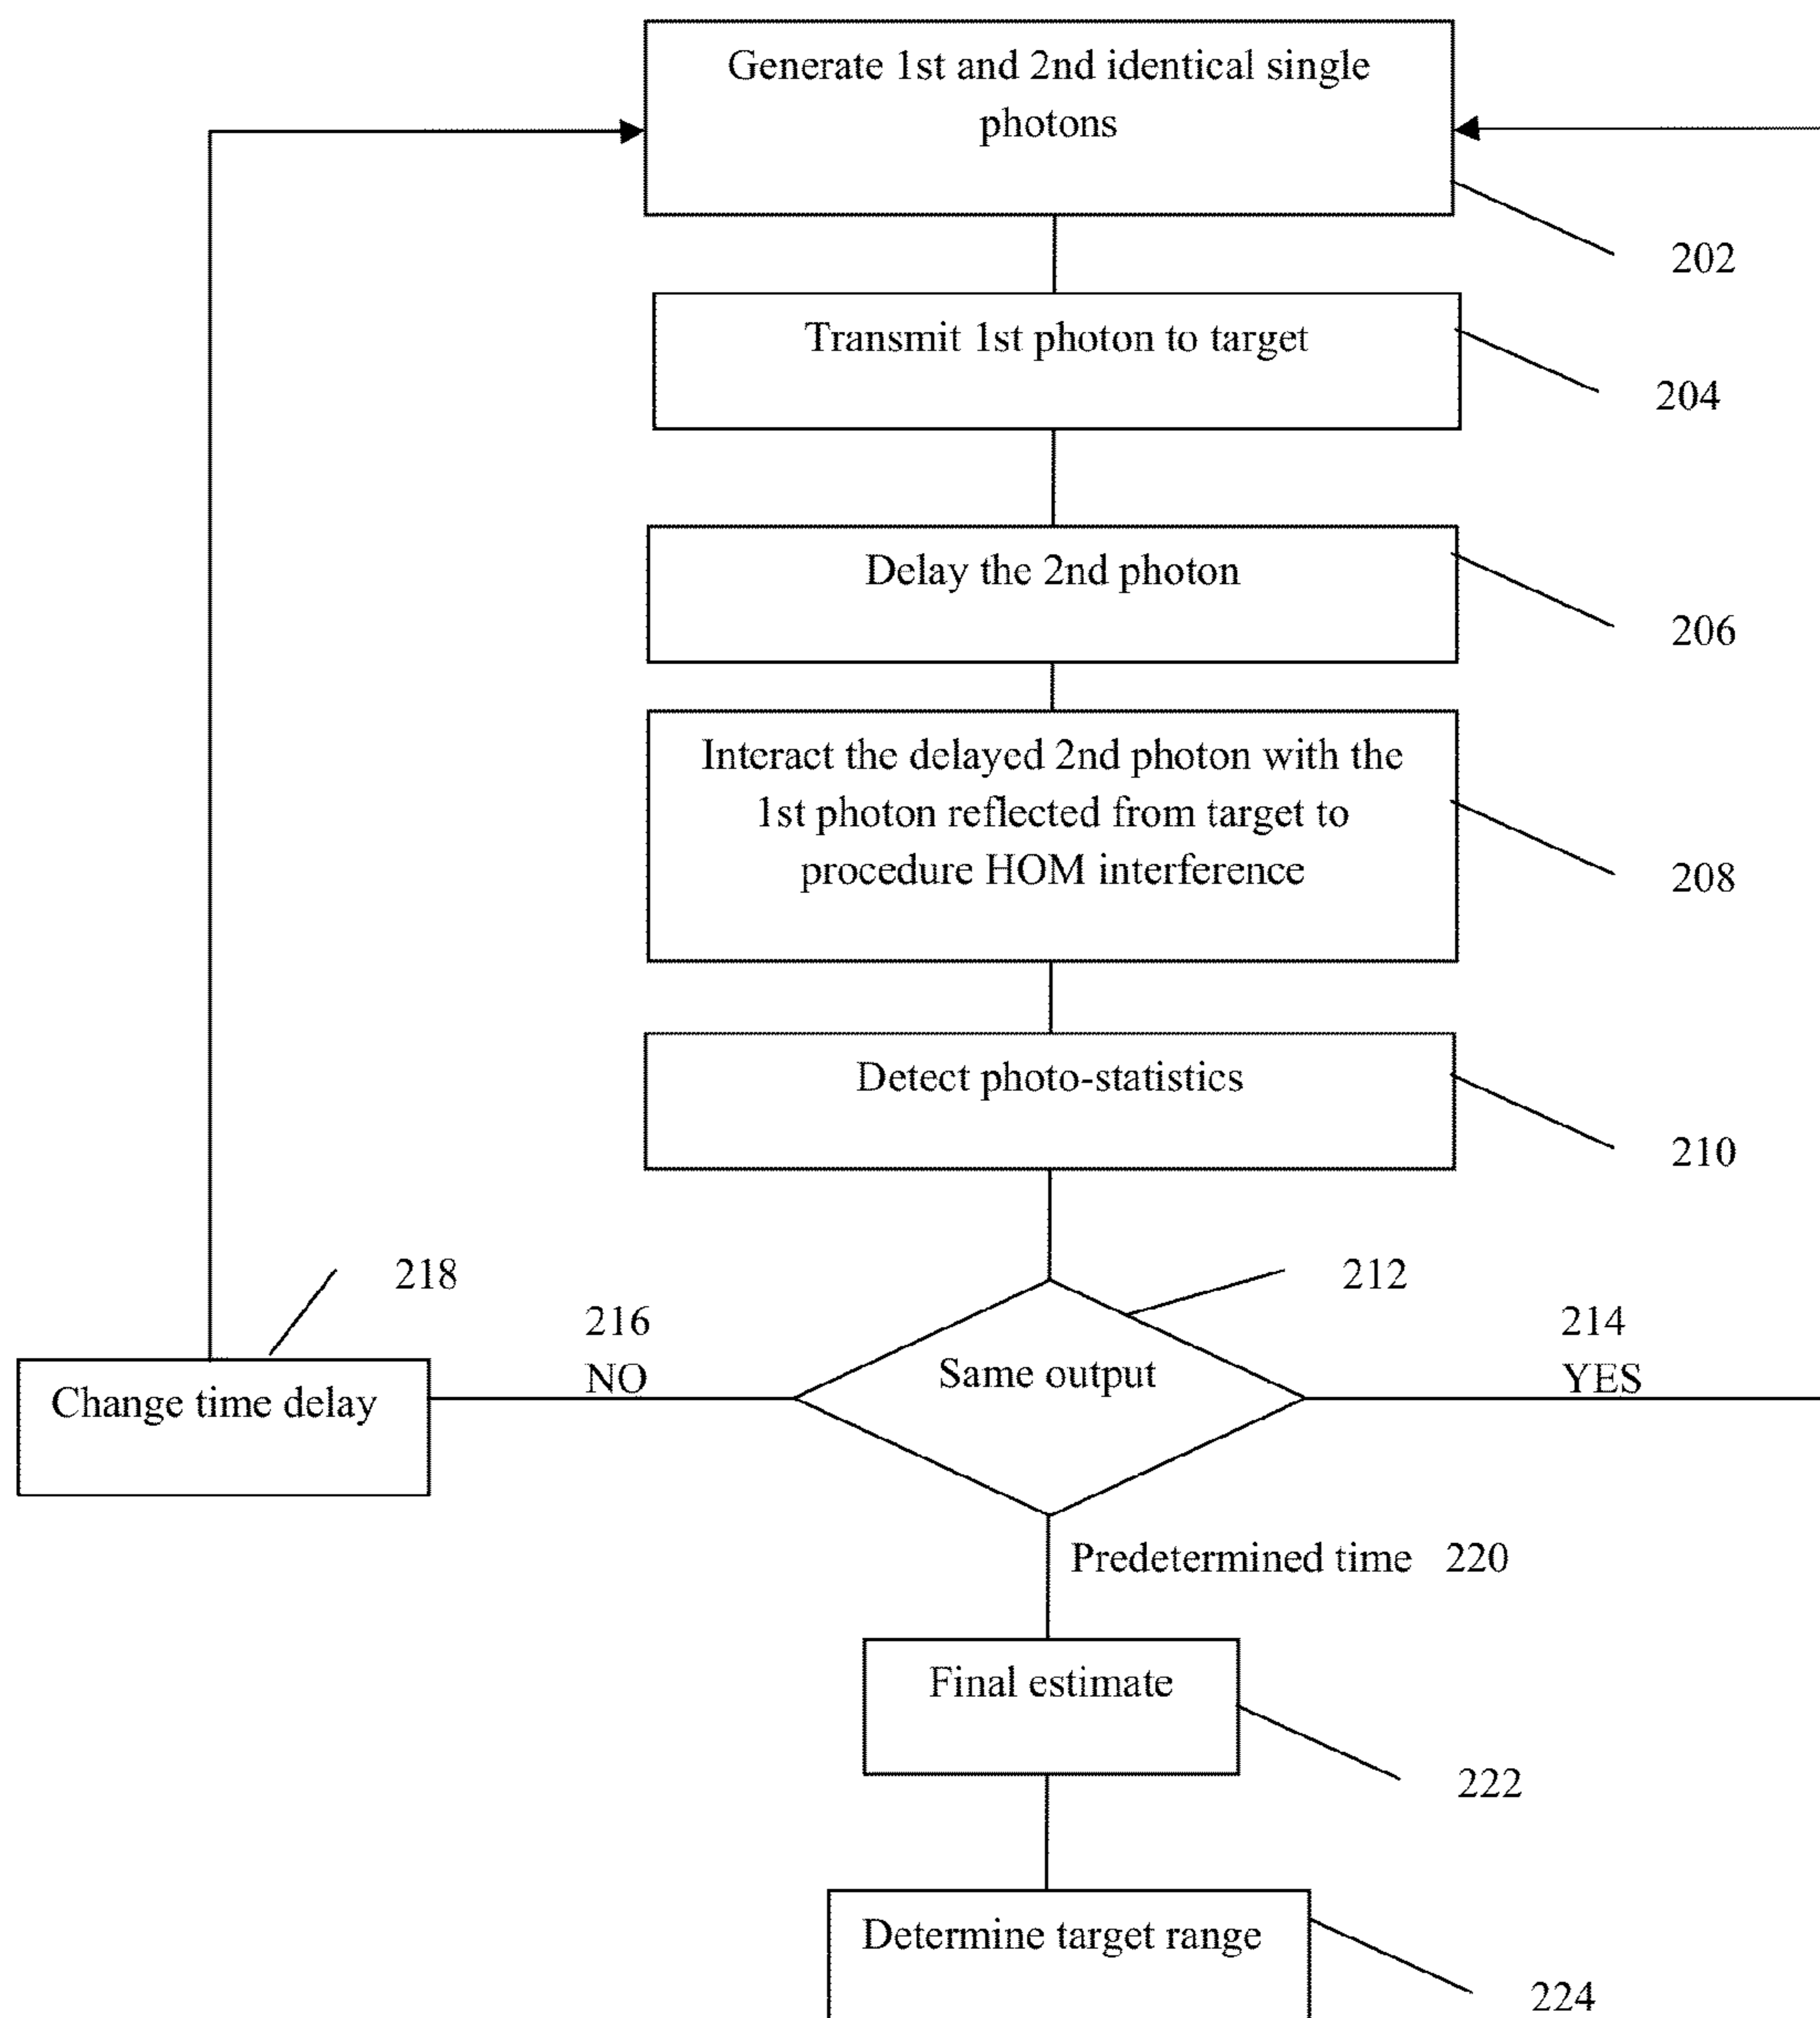 Generate 1st and 2nd identical single
photons
202
Transmit 1st photon to target
204
Delay the 2nd photon
206
Interact the delayed 2nd photon with the
1st photon reflected from target to
procedure HOM interference
208
Detect photo-statistics
210
218
212
216
NO
214
YES
Same output
Change time delay
Predetermined time 220
Final estimate
222
Determine target range
224